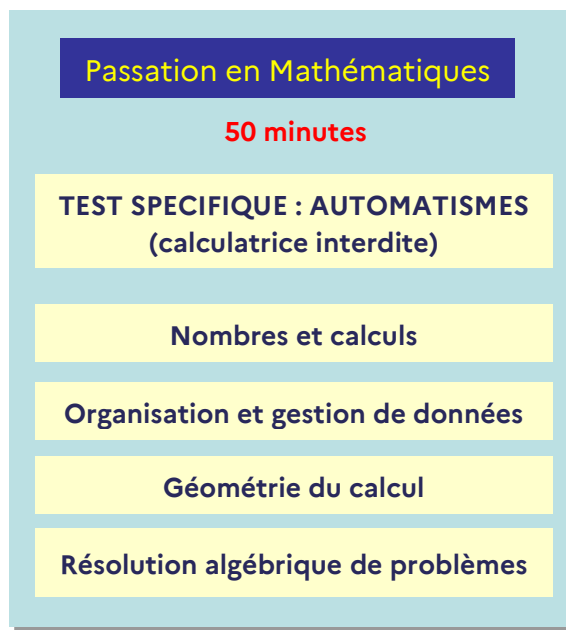 Passation en Mathématiques
50 minutes
TEST SPECIFIQUE : AUTOMATISMES
(calculatrice interdite)
Nombres et calculs
Organisation et gestion de données
Géométrie du calcul
Résolution algébrique de problèmes